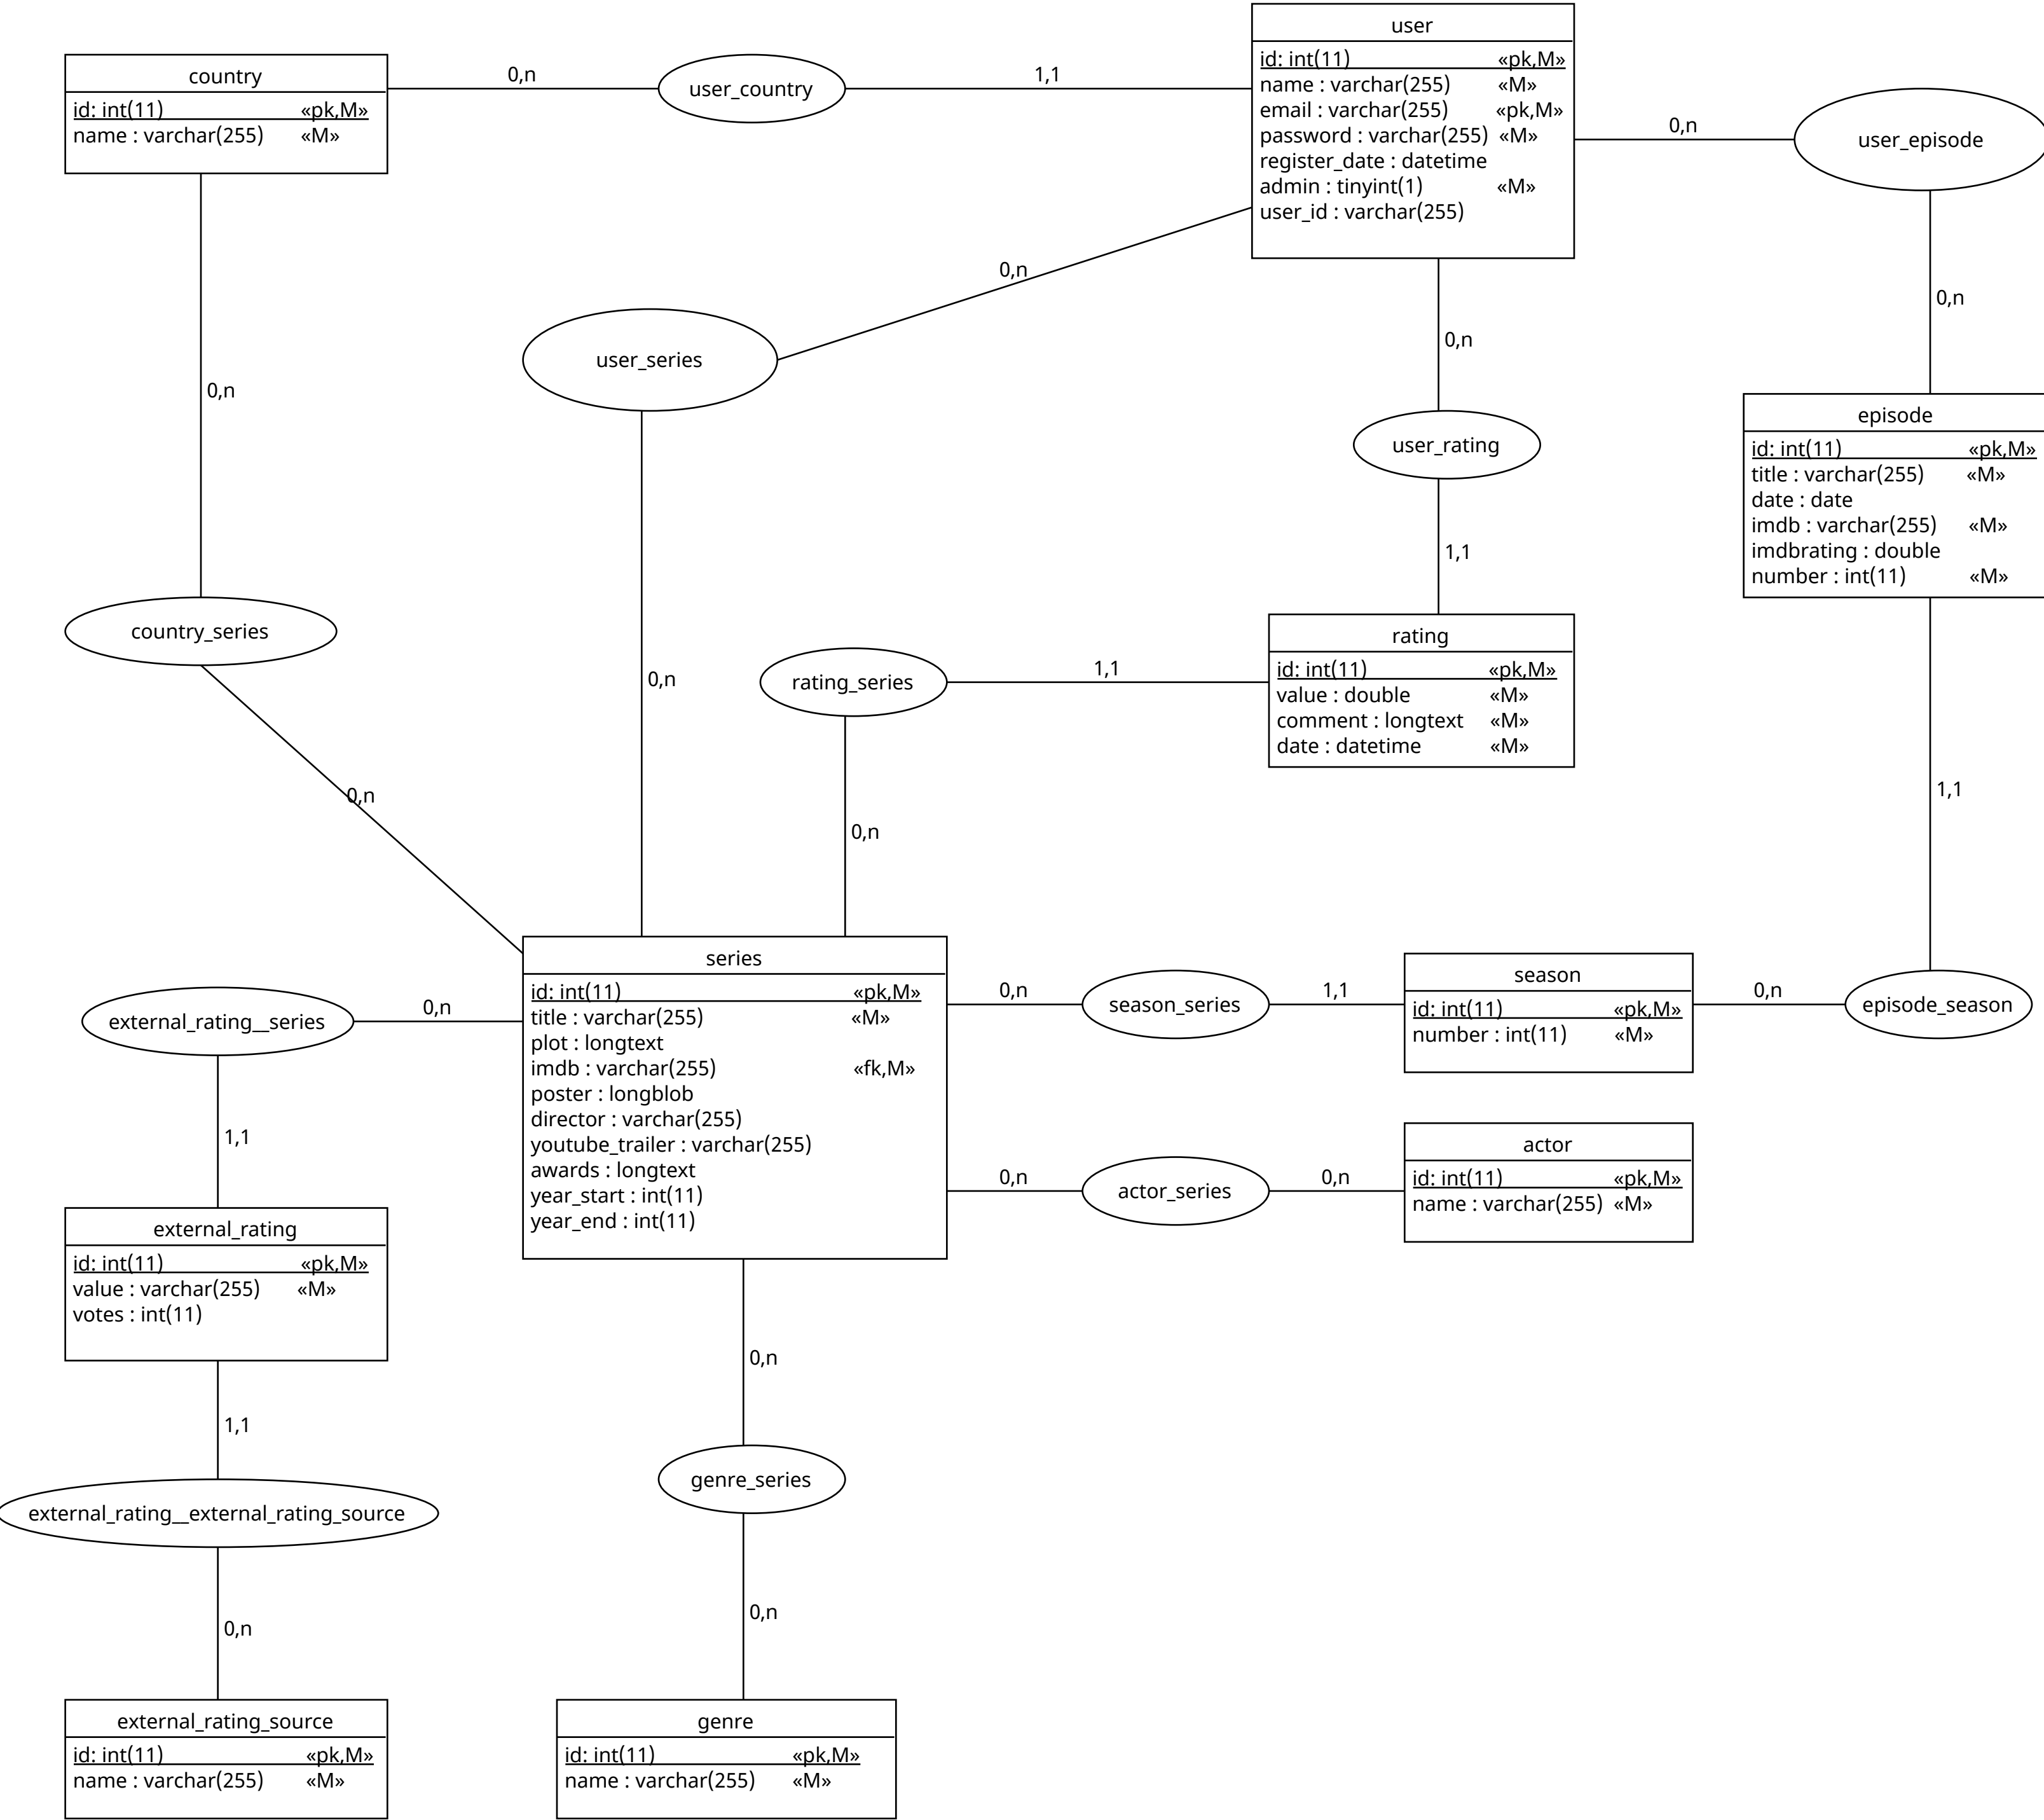 user
id: int(11) «pk,M»
name : varchar(255) «M»
email : varchar(255) «pk,M»
password : varchar(255) «M»
register_date : datetime
admin : tinyint(1) «M»
user_id : varchar(255)
country
id: int(11) «pk,M»
name : varchar(255) «M»
0,n
user_country
1,1
0,n
user_episode
0,n
0,n
user_series
0,n
0,n
user_rating
1,1
episode
id: int(11) «pk,M»
title : varchar(255) «M»
date : date
imdb : varchar(255) «M»
imdbrating : double
number : int(11) «M»
0,n
country_series
0,n
0,n
rating_series
1,1
rating
id: int(11) «pk,M»
value : double «M»
comment : longtext «M»
date : datetime «M»
0,n
1,1
series
id: int(11) «pk,M»
title : varchar(255) «M»
plot : longtext
imdb : varchar(255) «fk,M»
poster : longblob
director : varchar(255)
youtube_trailer : varchar(255)
awards : longtext
year_start : int(11)
year_end : int(11)
0,n
season_series
1,1
season
id: int(11) «pk,M»
number : int(11) «M»
0,n
episode_season
external_rating__series
0,n
1,1
0,n
actor_series
0,n
actor
id: int(11) «pk,M»
name : varchar(255) «M»
external_rating
id: int(11) «pk,M»
value : varchar(255) «M»
votes : int(11)
1,1
0,n
genre_series
0,n
external_rating__external_rating_source
0,n
external_rating_source
id: int(11) «pk,M»
name : varchar(255) «M»
genre
id: int(11) «pk,M»
name : varchar(255) «M»